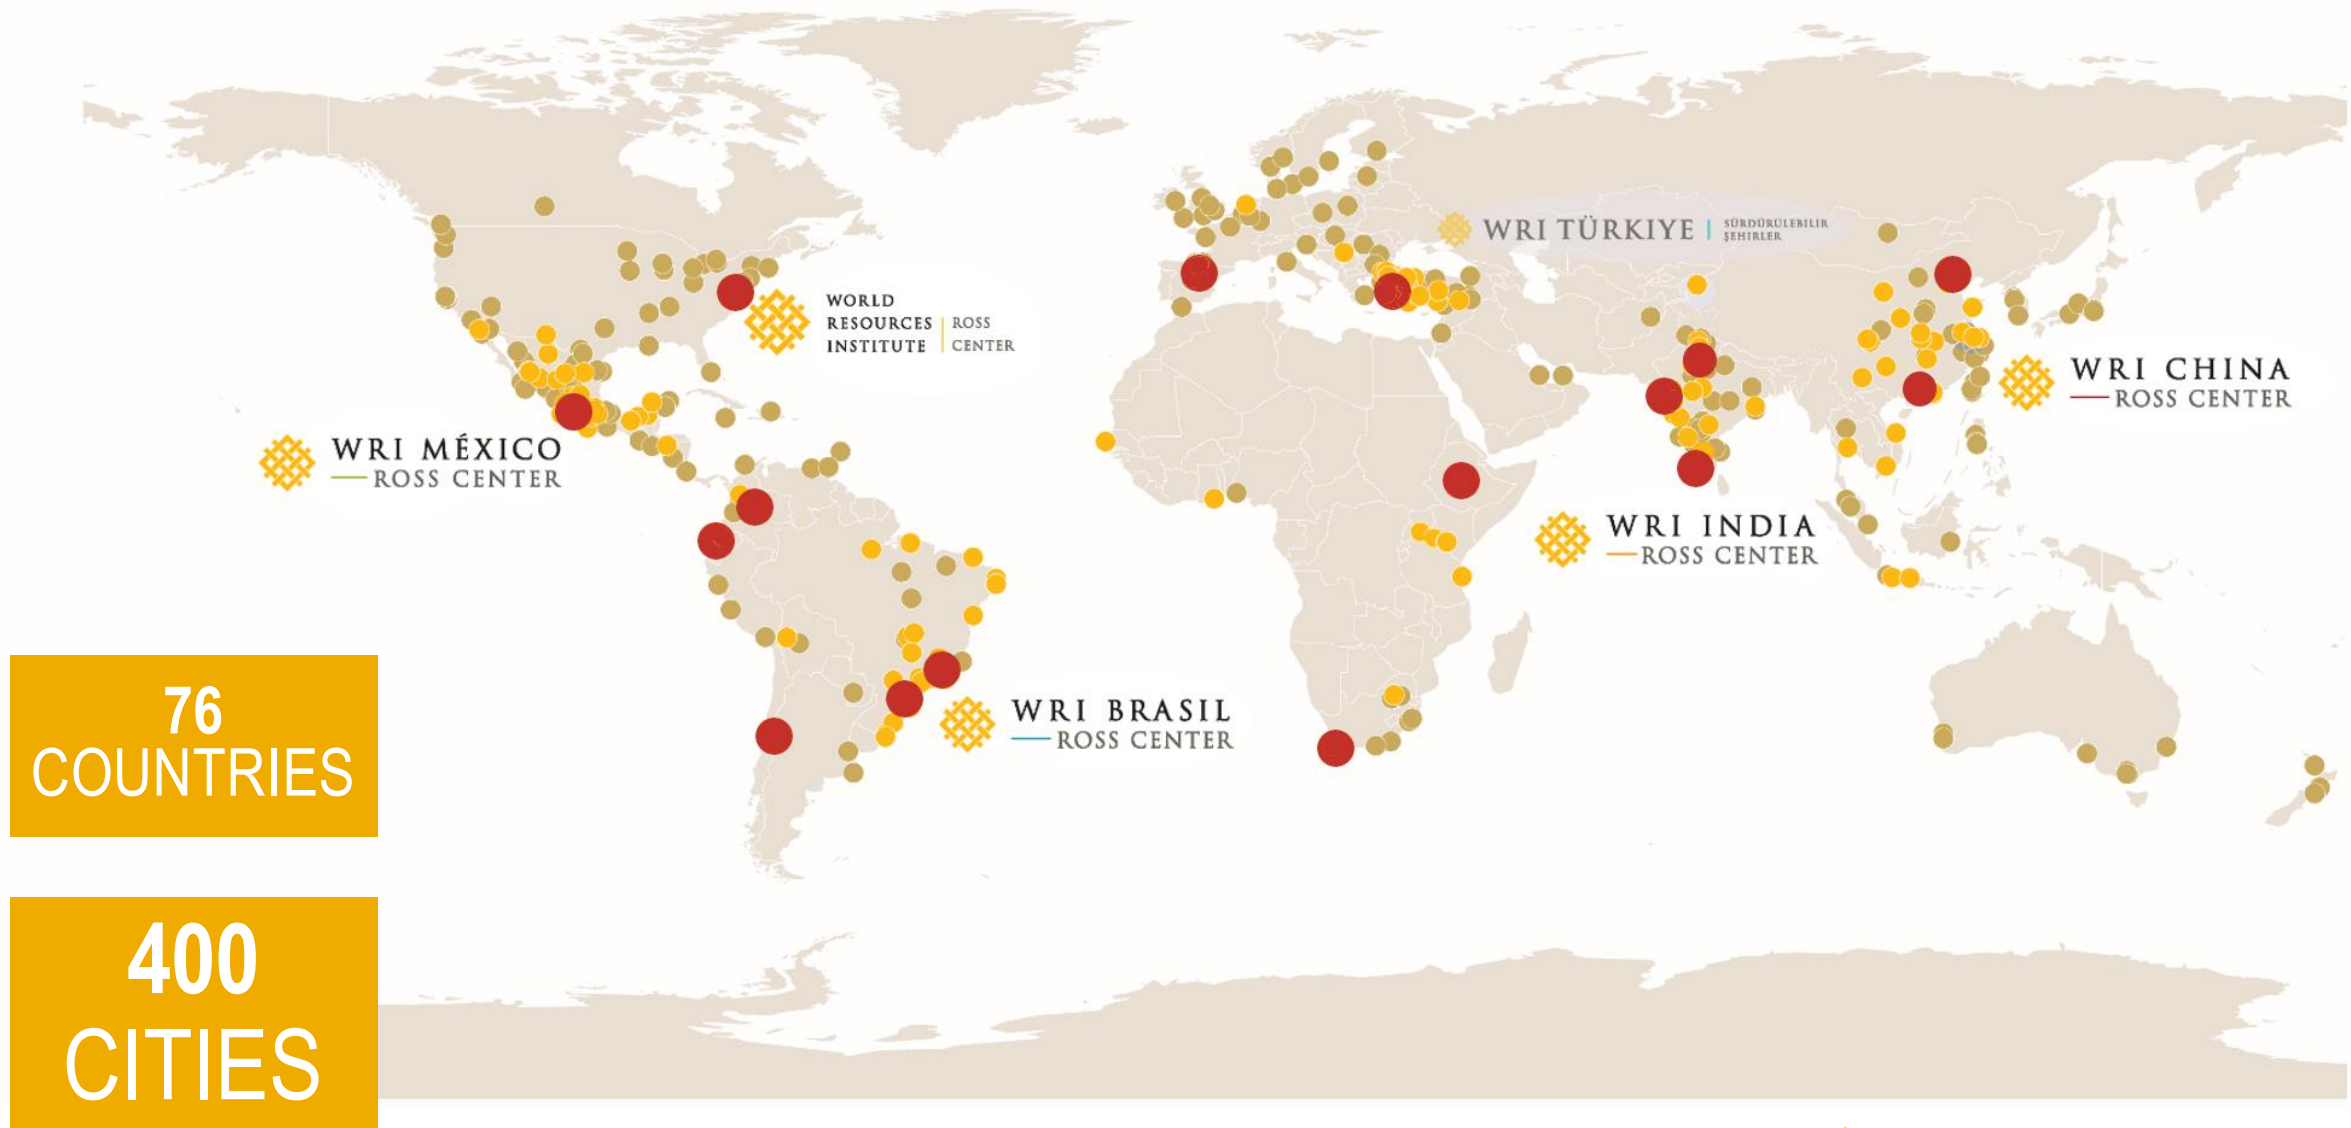 WRI TÜRKIYE
SÜRDÜRÜLEBILIR
ŞEHIRLER
WORLD
RESOURCES
INSTITUTE
ROSS
CENTER
WRI CHINA
ROSS CENTER
WRI MÉXICO
ROSS CENTER
WRI INDIA
ROSS CENTER
WRI BRASIL
ROSS CENTER
76
COUNTRIES
400
CITIES